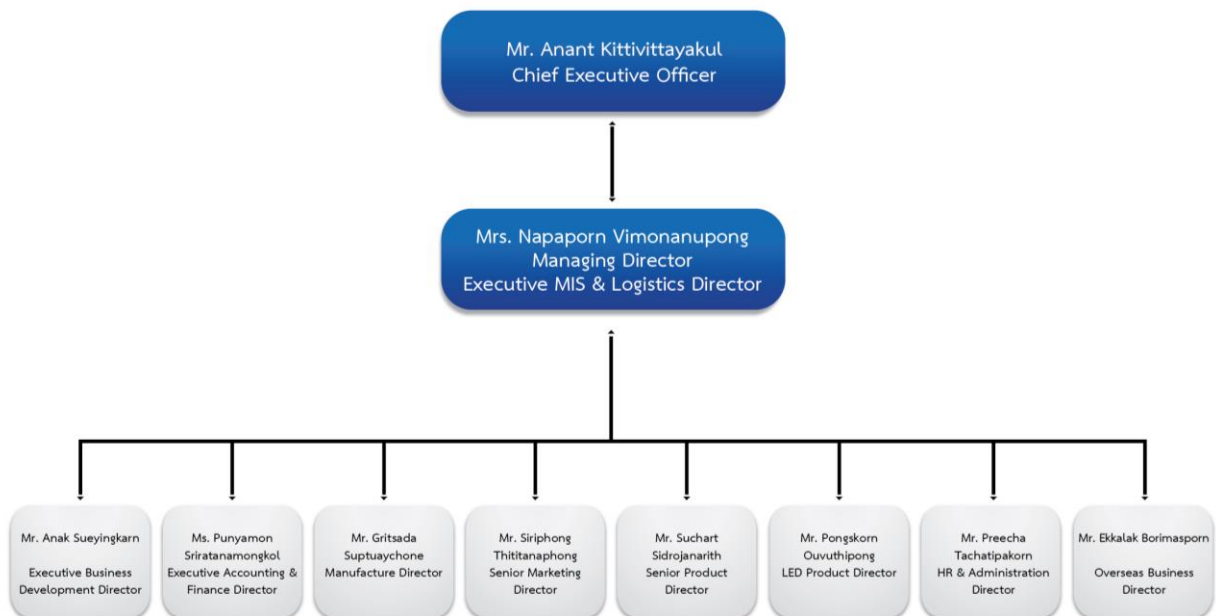 Mr. Anant Kittivittayakul
Chief Executive Officer
Mrs. Napaporn Vimonanupong
Managing Director
Executive MIS & Logistics Director
Mr. Anak Sueyingkarn
Executive Business
Development Director
Ms. Punyamon
Sriratanamongkol
Executive Accounting &
Finance Director
Mr. Gritsada
Suptuaychone
Manufacture Director
Mr. Siriphong
Thititanaphong
Senior Marketing
Director
Mr. Suchart
Sidrojanarith
Senior Product
Director
Mr. Pongskorn
Ouvuthipong
LED Product Director
Mr. Preecha
Tachatipakorn
HR & Administration
Director
Mr. Ekkalak Borimasporn
Overseas Business
Director